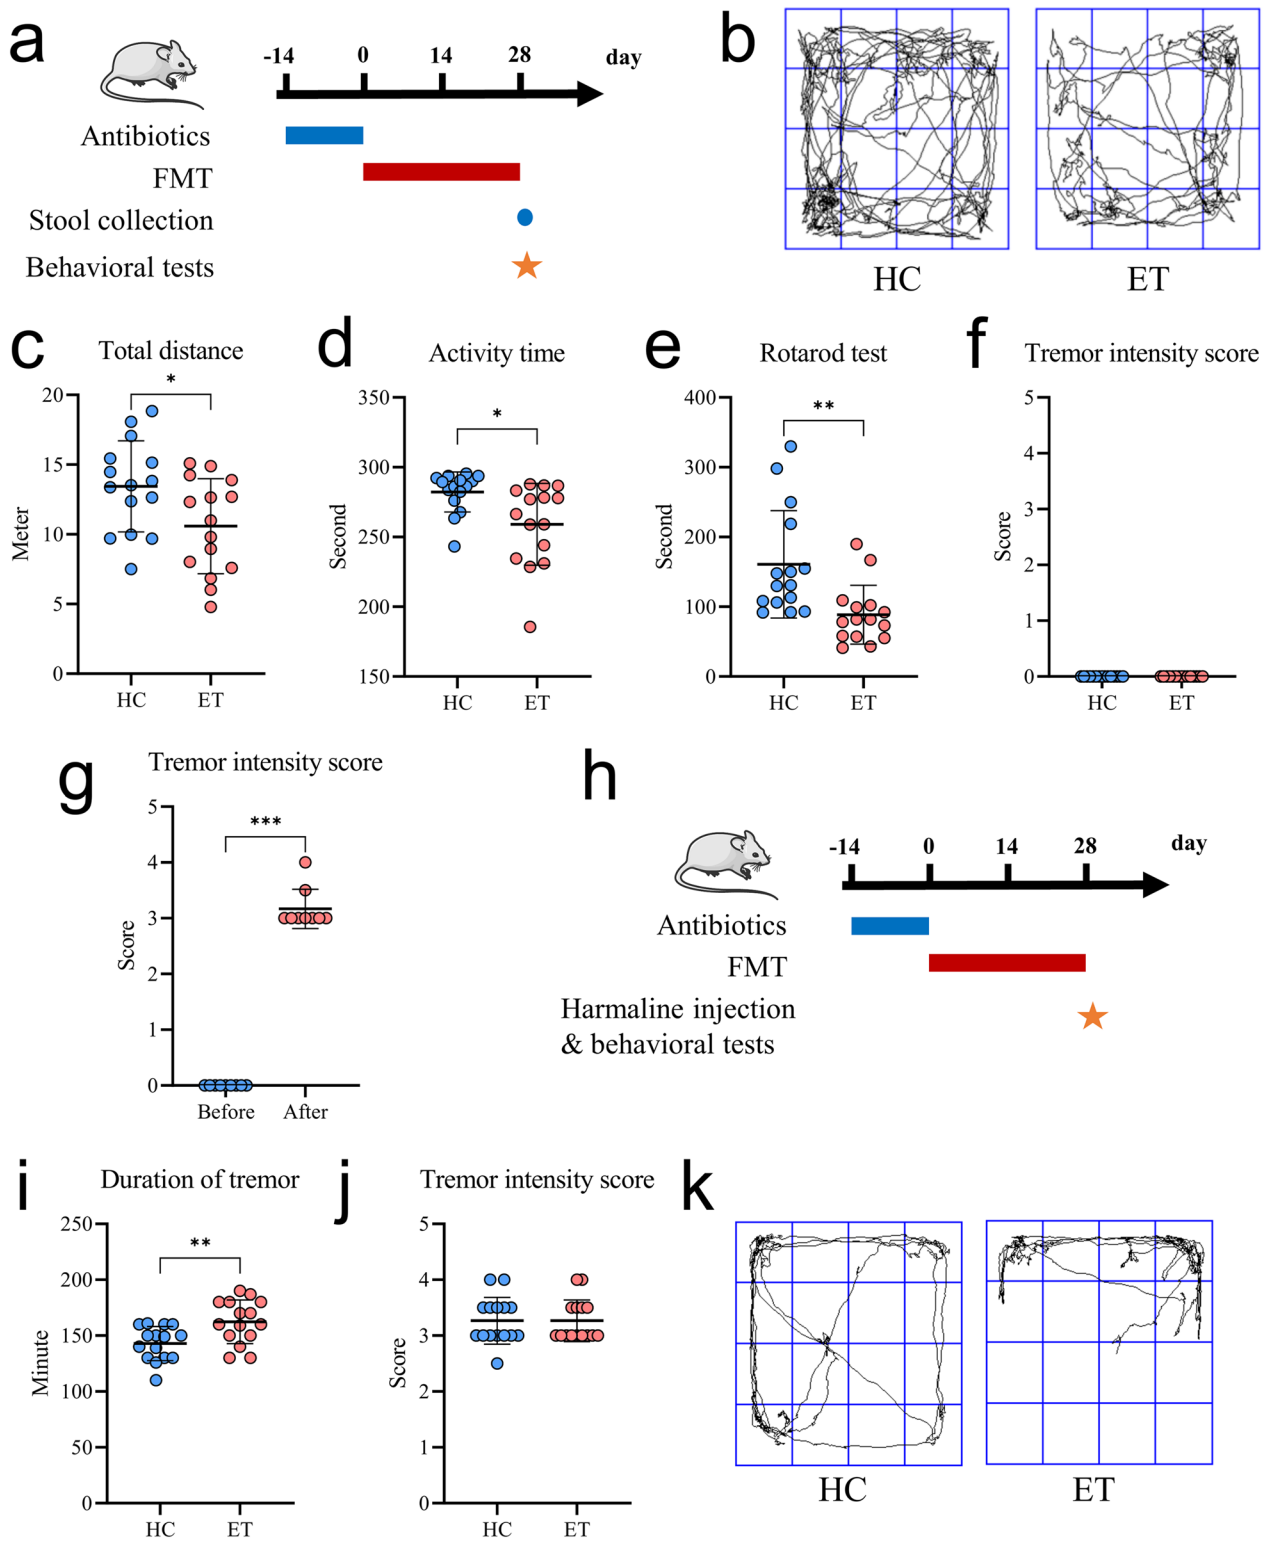 a
-14 0 14 28 day
Antibiotics
FMT
Stool collection
Behavioral tests
b
HC ET
c
Total distance
*
Meter
20
15
10
5
0
HC ET
d
Activity time
*
Second
350
300
250
200
150
HC ET
e
Rotarod test
**
Second
400
300
200
100
0
HC ET
f
Tremor intensity score
Score
5
4
3
2
1
0
HC ET
g
Tremor intensity score
***
Score
5
4
3
2
1
0
Before After
h
-14 0 14 28 day
Antibiotics
FMT
Harmaline injection
& behavioral tests
i
Duration of tremor
**
Minute
250
200
150
100
50
0
HC ET
j
Tremor intensity score
Score
5
4
3
2
1
0
HC ET
k
HC ET